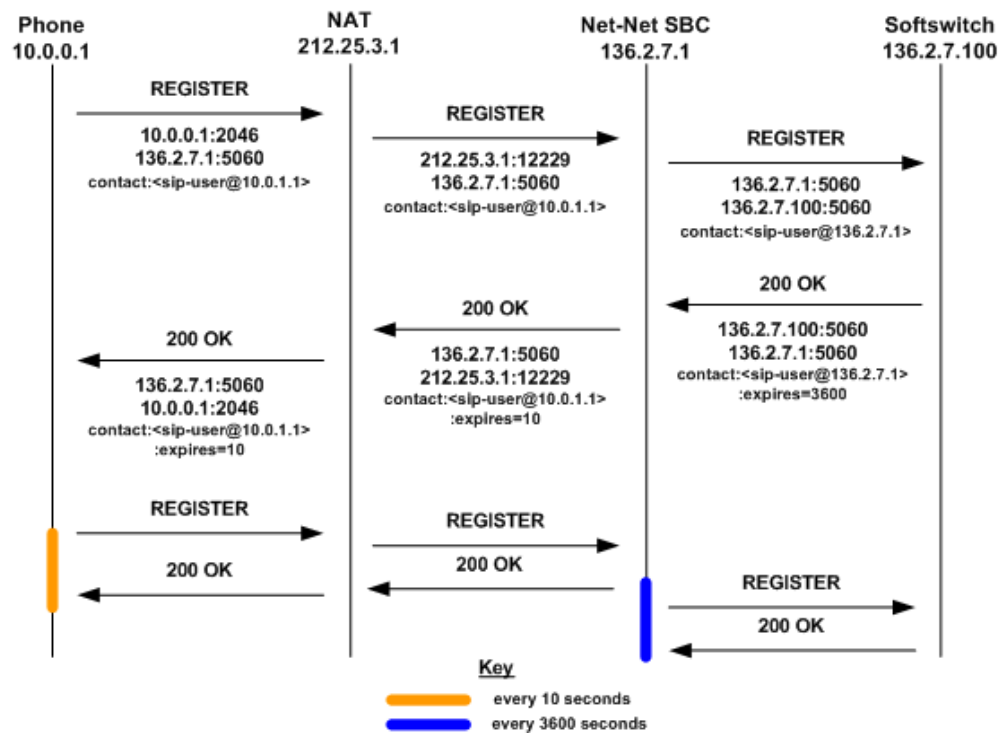 Phone
10.0.0.1
NAT
212.25.3.1
Net-Net SBC
136.2.7.1
Softswitch
136.2.7.100
REGISTER
10.0.0.1:2046
136.2.7.1:5060
contact:<sip-user@10.0.1.1>
REGISTER
212.25.3.1:12229
136.2.7.1:5060
contact:<sip-user@10.0.1.1>
REGISTER
136.2.7.1:5060
136.2.7.100:5060
contact:<sip-user@136.2.7.1>
200 OK
136.2.7.100:5060
136.2.7.1:5060
contact:<sip-user@136.2.7.1>
:expires=3600
200 OK
136.2.7.1:5060
212.25.3.1:12229
contact:<sip-user@10.0.1.1>
:expires=10
200 OK
136.2.7.1:5060
10.0.0.1:2046
contact:<sip-user@10.0.1.1>
:expires=10
REGISTER
REGISTER
200 OK
200 OK
REGISTER
200 OK
Key
every 10 seconds
every 3600 seconds